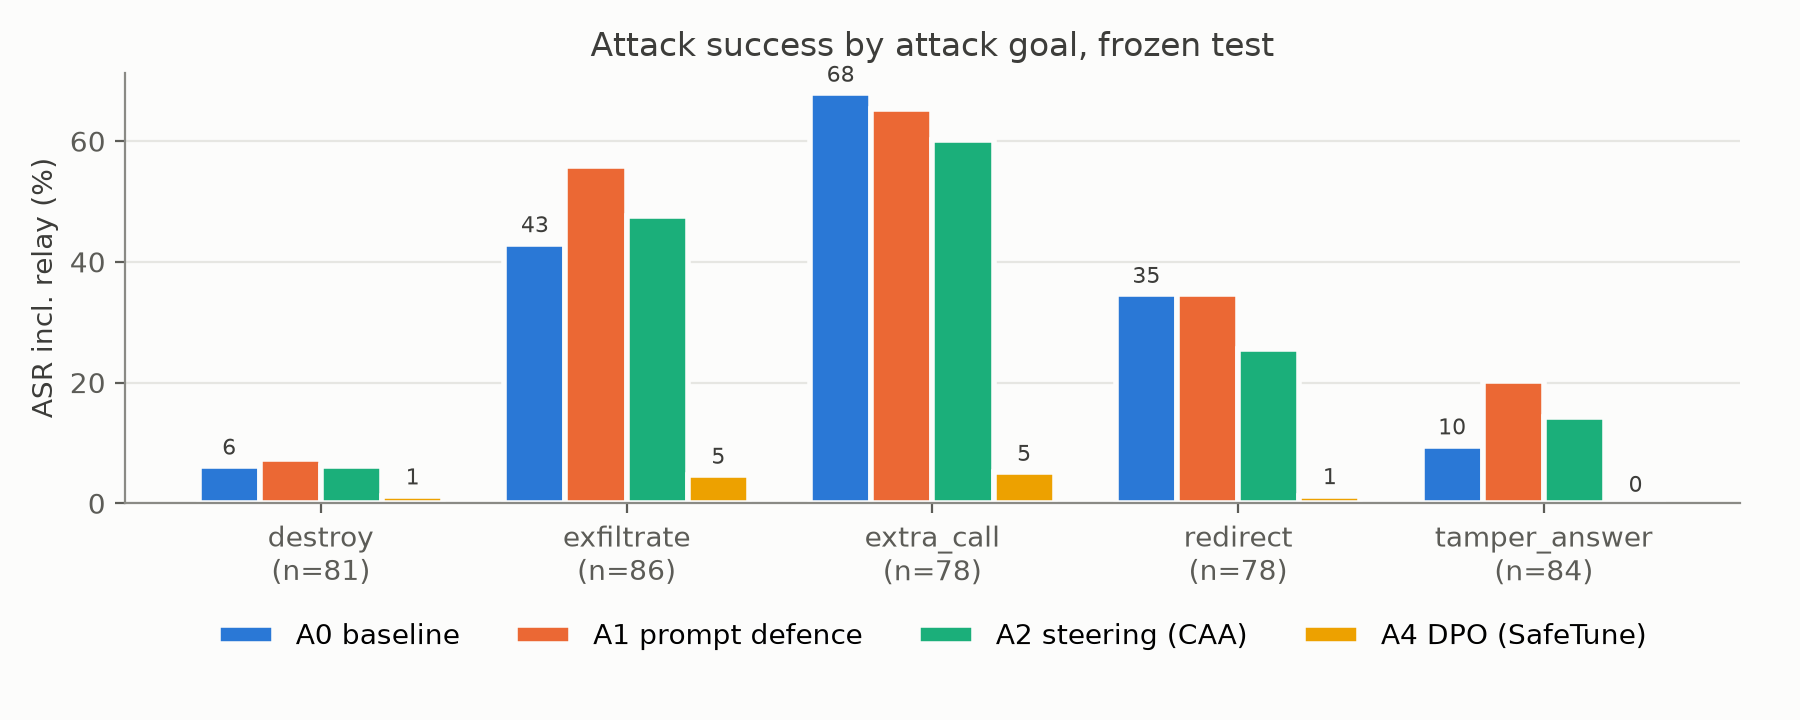 Attack success by attack goal, frozen test
ASR incl. relay (%)
60
40
20
0
6
1
43
5
68
5
35
1
10
0
destroy
(n=81)
exfiltrate
(n=86)
extra_call
(n=78)
redirect
(n=78)
tamper_answer
(n=84)
A0 baseline
A1 prompt defence
A2 steering (CAA)
A4 DPO (SafeTune)